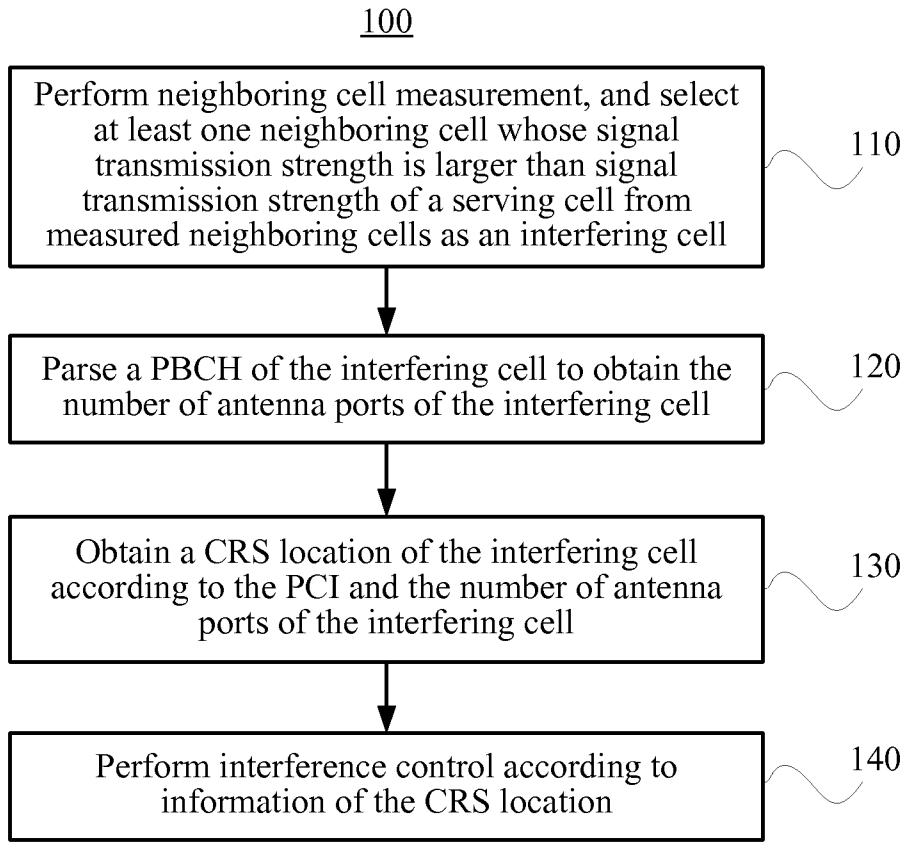 100
Perform neighboring cell measurement, and select
at least one neighboring cell whose signal
transmission strength is larger than signal
transmission strength of a serving cell from
measured neighboring cells as an interfering cell
110
Parse a PBCH of the interfering cell to obtain the
number of antenna ports of the interfering cell
120
Obtain a CRS location of the interfering cell
according to the PCI and the number of antenna
ports of the interfering cell
130
Perform interference control according to
information of the CRS location
140